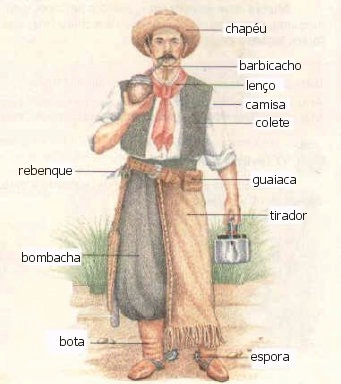 chapéu
barbicacho
lenço
camisa
colete
rebenque
guaiaca
tirador
bombacha
bota
espora